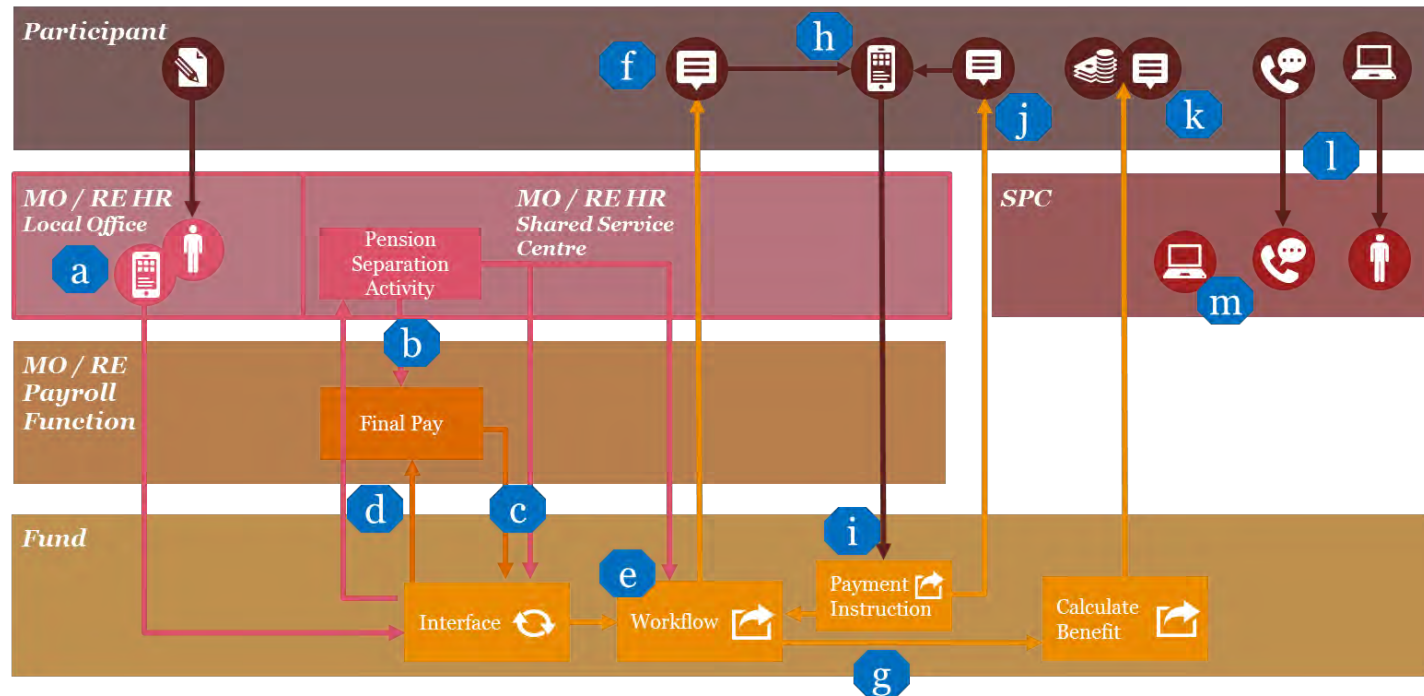 Participant
f
h
j
k
l
MO / RE HR
Local Office
a
MO / RE HR
Shared Service
Centre
Pension
Separation
Activity
SPC
m
b
MO / RE
Payroll
Function
Final Pay
d
c
Fund
i
e
Interface
Workflow
Payment
Instruction
Calculate
Benefit
g